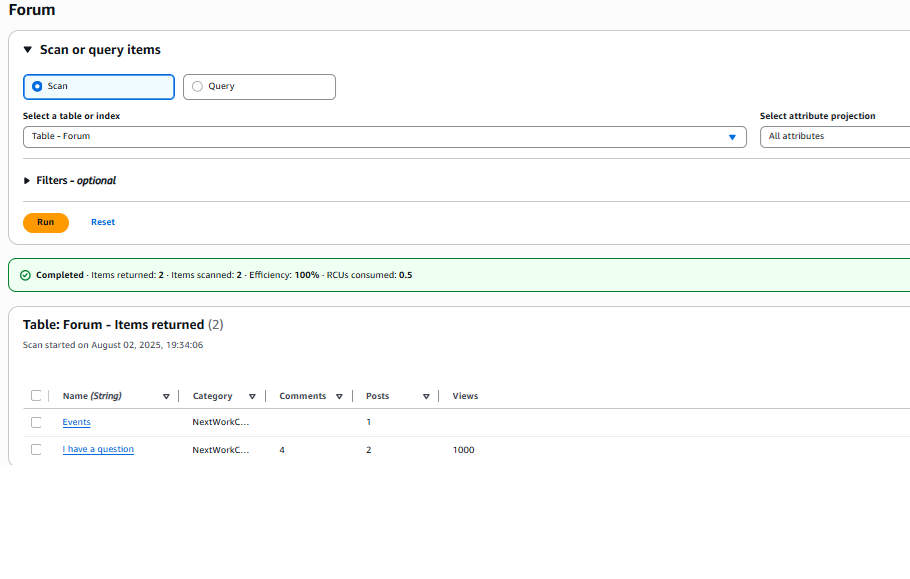 Forum
Scan or query items
Scan
Query
Select a table or index
Select attribute projection
Table - Forum
All attributes
Filters - optional
Run
Reset
Completed · Items returned: 2 · Items scanned: 2 · Efficiency: 100% · RCUs consumed: 0.5
Table: Forum - Items returned (2)
Scan started on August 02, 2025, 19:34:06
Name (String) Category Comments Posts Views
Events NextWorkC... 1
I have a question NextWorkC... 4 2 1000